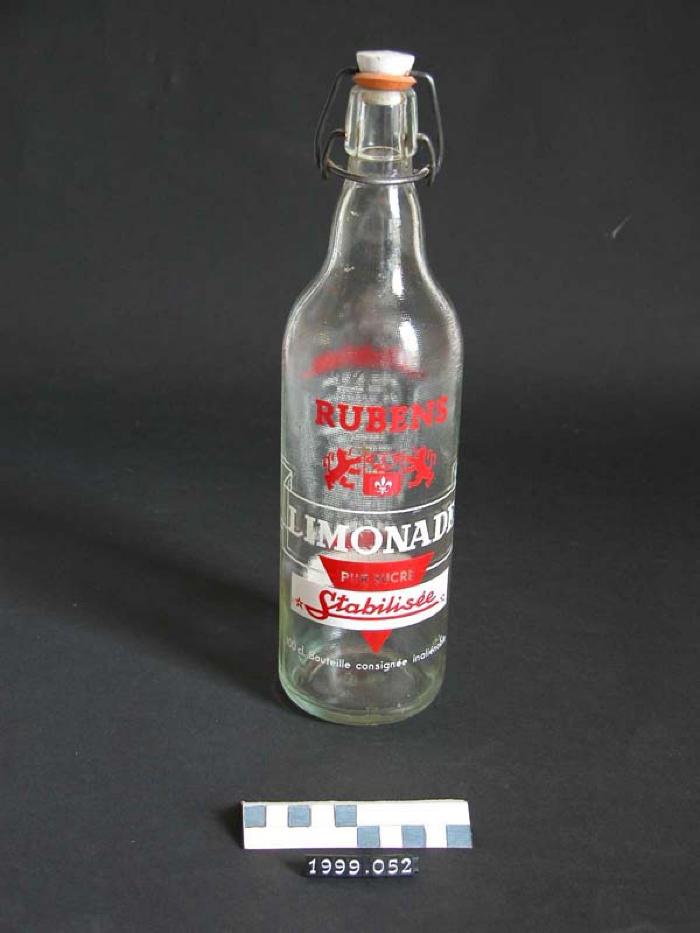 RUBENS
LIMONADE
PUR SUCRE
Stabilisée
100 cl. Bouteille consignée
1999.052